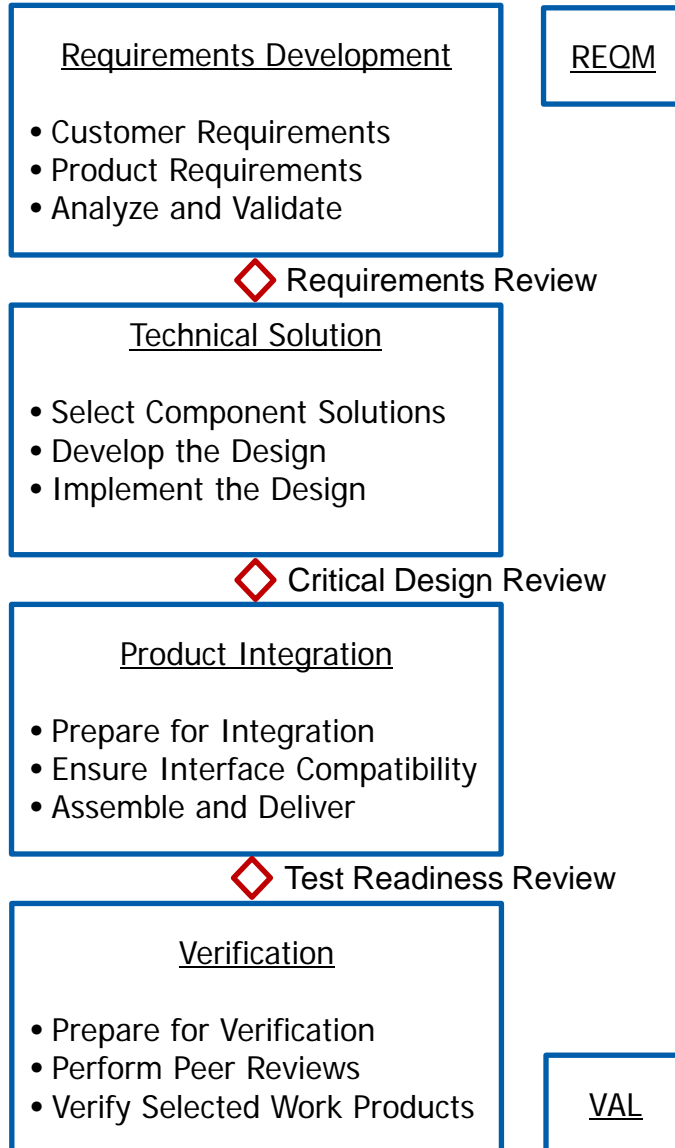 Requirements Development
REQM
• Customer Requirements
• Product Requirements
• Analyze and Validate
Requirements Review
Technical Solution
• Select Component Solutions
• Develop the Design
• Implement the Design
Critical Design Review
Product Integration
• Prepare for Integration
• Ensure Interface Compatibility
• Assemble and Deliver
Test Readiness Review
Verification
• Prepare for Verification
• Perform Peer Reviews
• Verify Selected Work Products
VAL